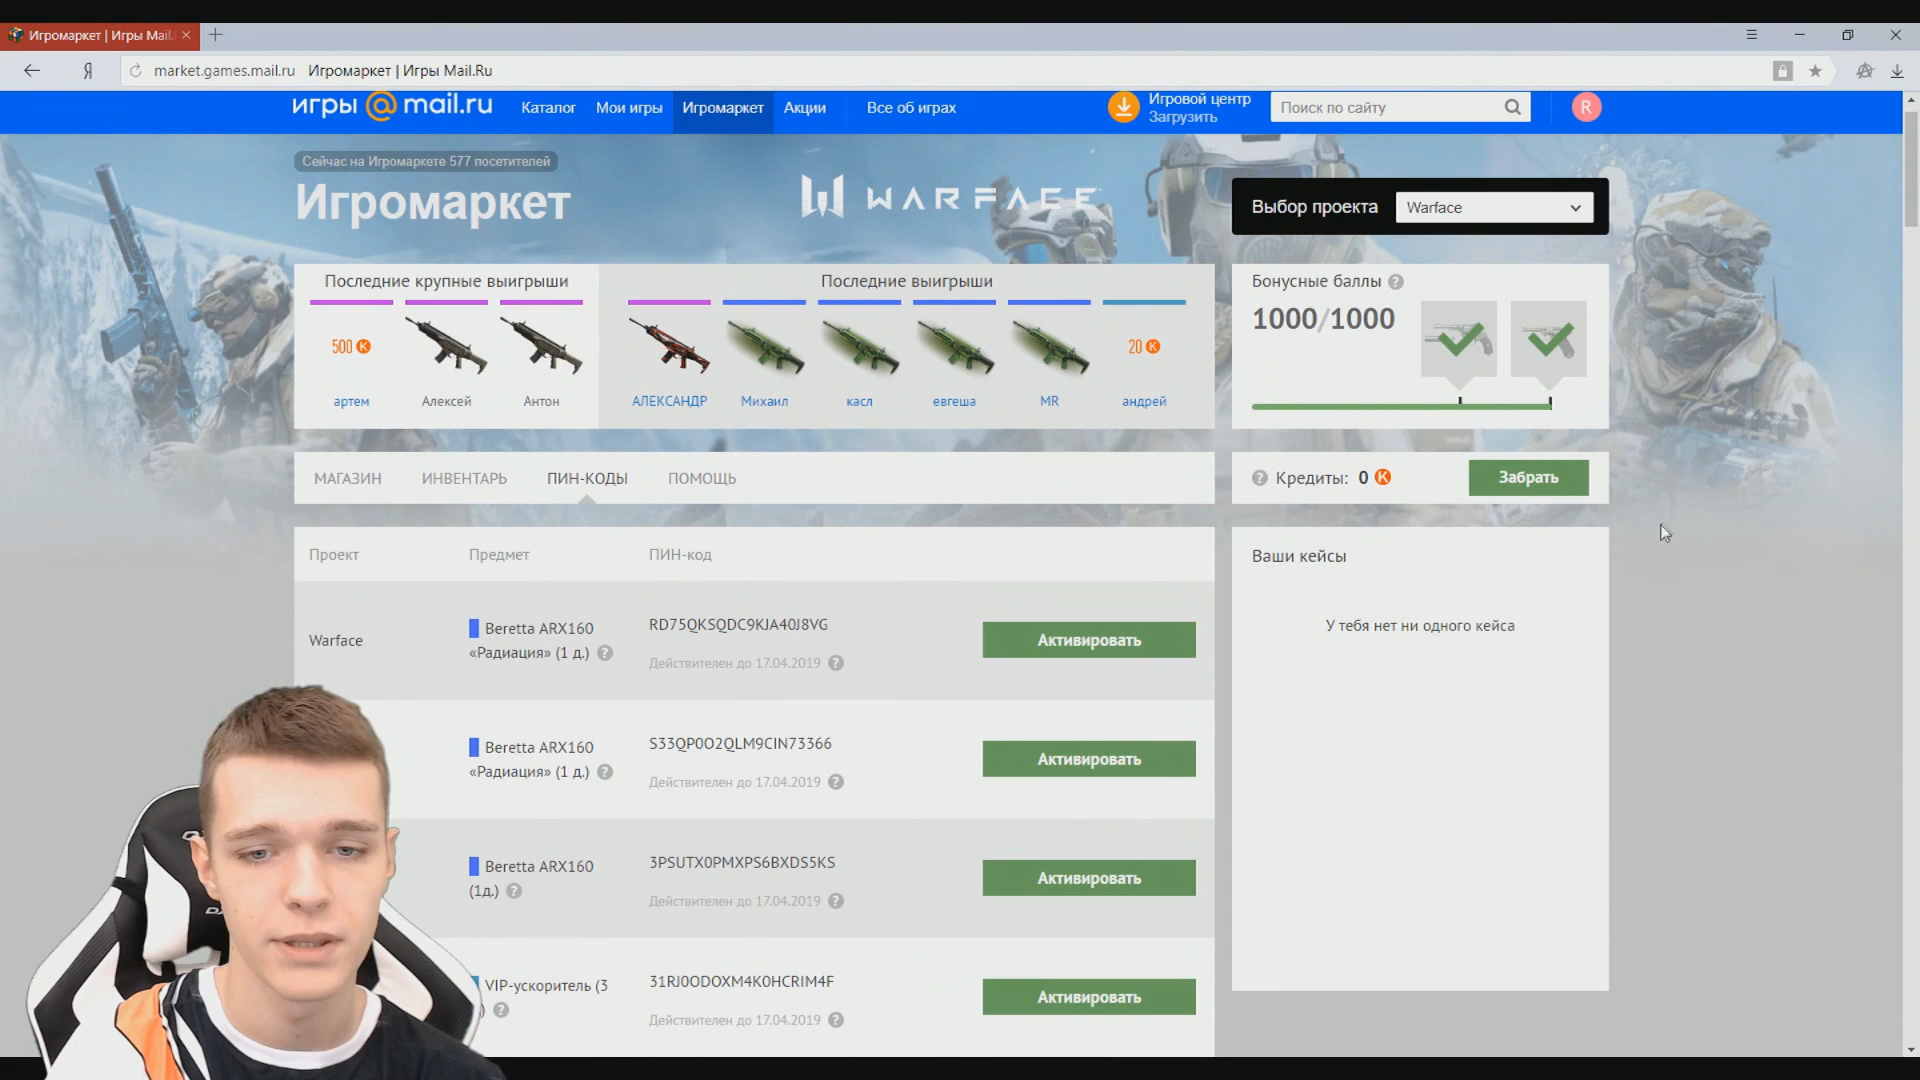 Игромаркет | Игры Mail.
market.games.mail.ru Игромаркет | Игры Mail.Ru
игры @ mail.ru Каталог Мои игры Игромаркет Акции Все об играх Игровой центр Загрузить Поиск по сайту R
Сейчас на Игромаркете 577 посетителей
Игромаркет
WARFACE
Выбор проекта Warface
Последние крупные выигрыши
500 K
артем Алексей Антон
Последние выигрыши
20 K
АЛЕКСАНДР Михаил касл евгеша MR андрей
Бонусные баллы ?
1000/1000
МАГАЗИН ИНВЕНТАРЬ ПИН-КОДЫ ПОМОЩЬ
? Кредиты: 0 K Забрать
Проект Предмет ПИН-код
Warface
Beretta ARX160
«Радиация» (1 д.) ?
RD75QKSQDC9KJA40J8VG
Действителен до 17.04.2019 ?
Активировать
Beretta ARX160
«Радиация» (1 д.) ?
S33QP0O2QLM9CIN73366
Действителен до 17.04.2019 ?
Активировать
Beretta ARX160
(1д.) ?
3PSUTX0PMXPS6BXDS5KS
Действителен до 17.04.2019 ?
Активировать
VIP-ускоритель (3
) ?
31RJ0ODOXM4K0HCRIM4F
Действителен до 17.04.2019 ?
Активировать
Ваши кейсы
У тебя нет ни одного кейса